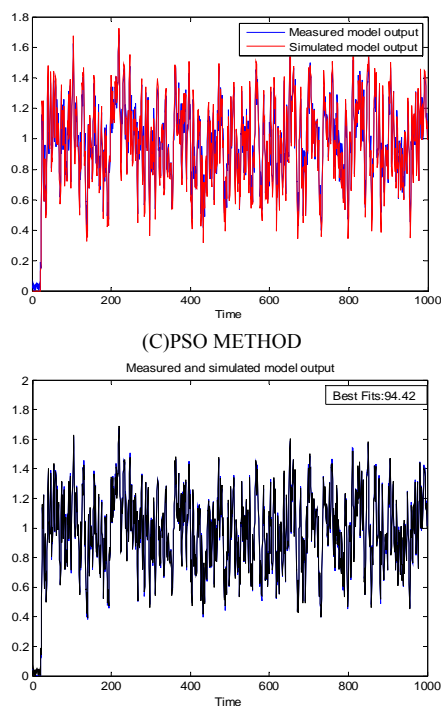 1.8
1.6
1.4
1.2
1
0.8
0.6
0.4
0.2
0
Measured model output
Simulated model output
0 200 400 600 800 1000
Time
(C)PSO METHOD
Measured and simulated model output
2
1.8
1.6
1.4
1.2
1
0.8
0.6
0.4
0.2
0
Best Fits:94.42
0 200 400 600 800 1000
Time